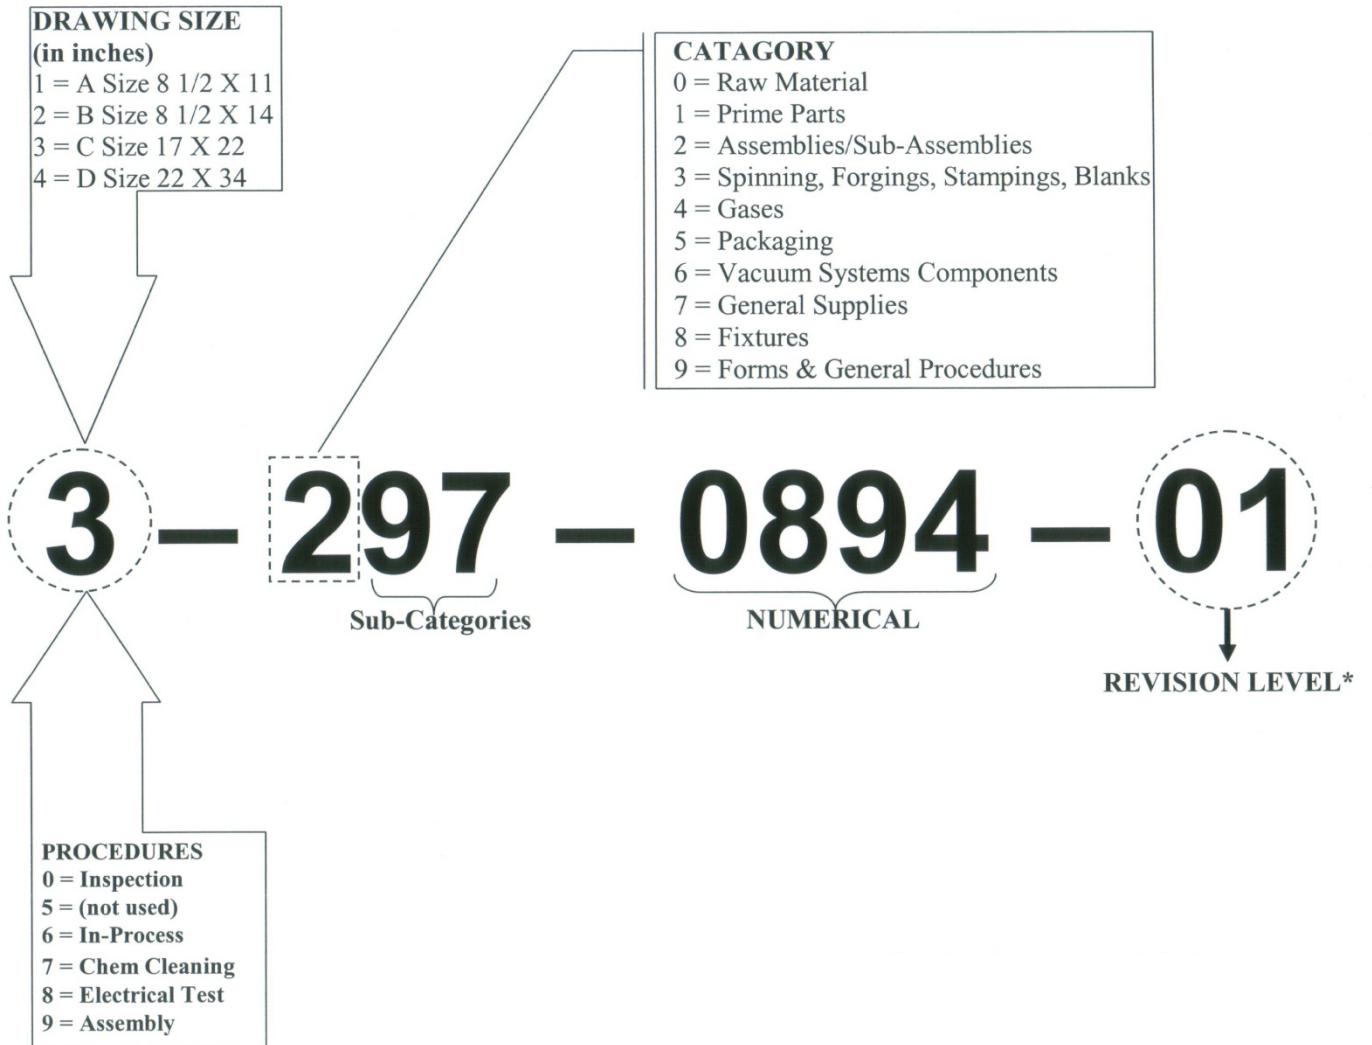 DRAWING SIZE
(in inches)
1 = A Size 8 1/2 X 11
2 = B Size 8 1/2 X 14
3 = C Size 17 X 22
4 = D Size 22 X 34
CATAGORY
0 = Raw Material
1 = Prime Parts
2 = Assemblies/Sub-Assemblies
3 = Spinning, Forgings, Stampings, Blanks
4 = Gases
5 = Packaging
6 = Vacuum Systems Components
7 = General Supplies
8 = Fixtures
9 = Forms & General Procedures
3 – 297 – 0894 – 01
Sub-Categories
NUMERICAL
REVISION LEVEL*
PROCEDURES
0 = Inspection
5 = (not used)
6 = In-Process
7 = Chem Cleaning
8 = Electrical Test
9 = Assembly